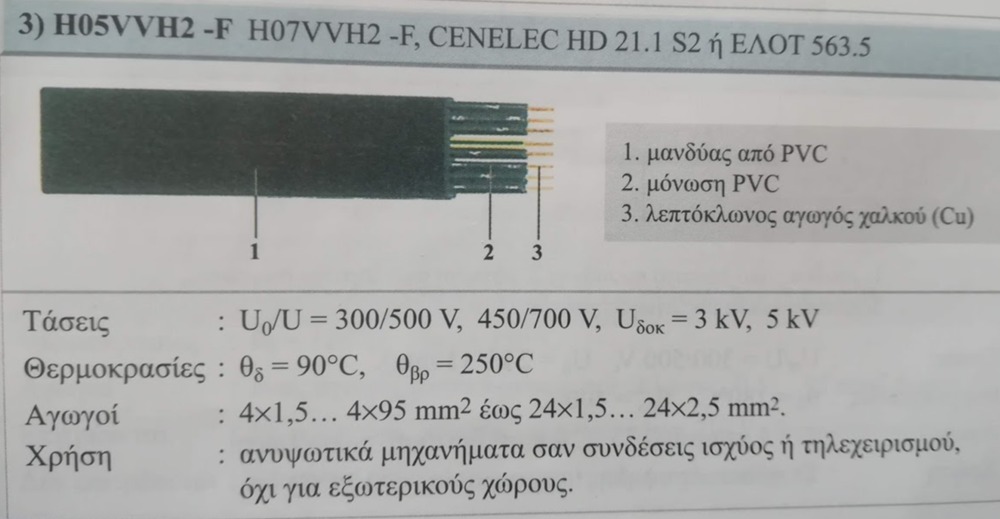 3) H05VVH2 -F H07VVH2 -F, CENELEC HD 21.1 S2 ή ΕΛΟΤ 563.5
1. μανδύας από PVC
2. μόνωση PVC
3. λεπτόκλωνος αγωγός χαλκού (Cu)
1 2 3
Τάσεις : U₀/U = 300/500 V, 450/700 V, Uδοκ = 3 kV, 5 kV
Θερμοκρασίες : θδ = 90°C, θβρ = 250°C
Αγωγοί : 4×1,5… 4×95 mm² έως 24×1,5… 24×2,5 mm².
Χρήση : ανυψωτικά μηχανήματα σαν συνδέσεις ισχύος ή τηλεχειρισμού,
όχι για εξωτερικούς χώρους.